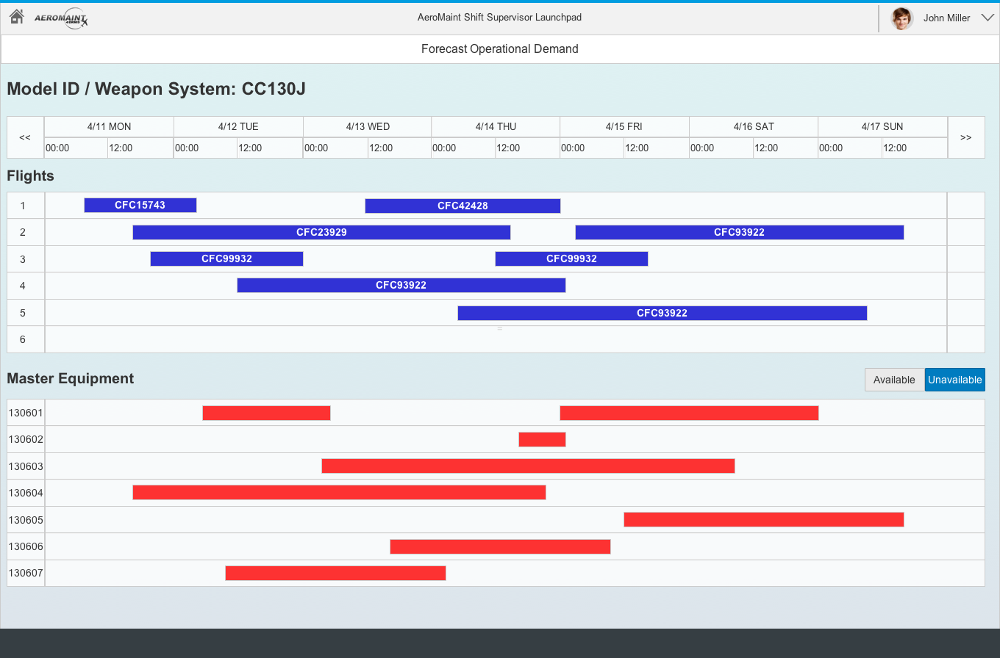 AEROMAINT
AeroMaint Shift Supervisor Launchpad
John Miller
Forecast Operational Demand
Model ID / Weapon System: CC130J
<< 4/11 MON 4/12 TUE 4/13 WED 4/14 THU 4/15 FRI 4/16 SAT 4/17 SUN >>
00:00 12:00 00:00 12:00 00:00 12:00 00:00 12:00 00:00 12:00 00:00 12:00 00:00 12:00
Flights
1 CFC15743 CFC42428
2 CFC23929 CFC93922
3 CFC99932 CFC99932
4 CFC93922
5 CFC93922
6
Master Equipment
Available Unavailable
130601
130602
130603
130604
130605
130606
130607